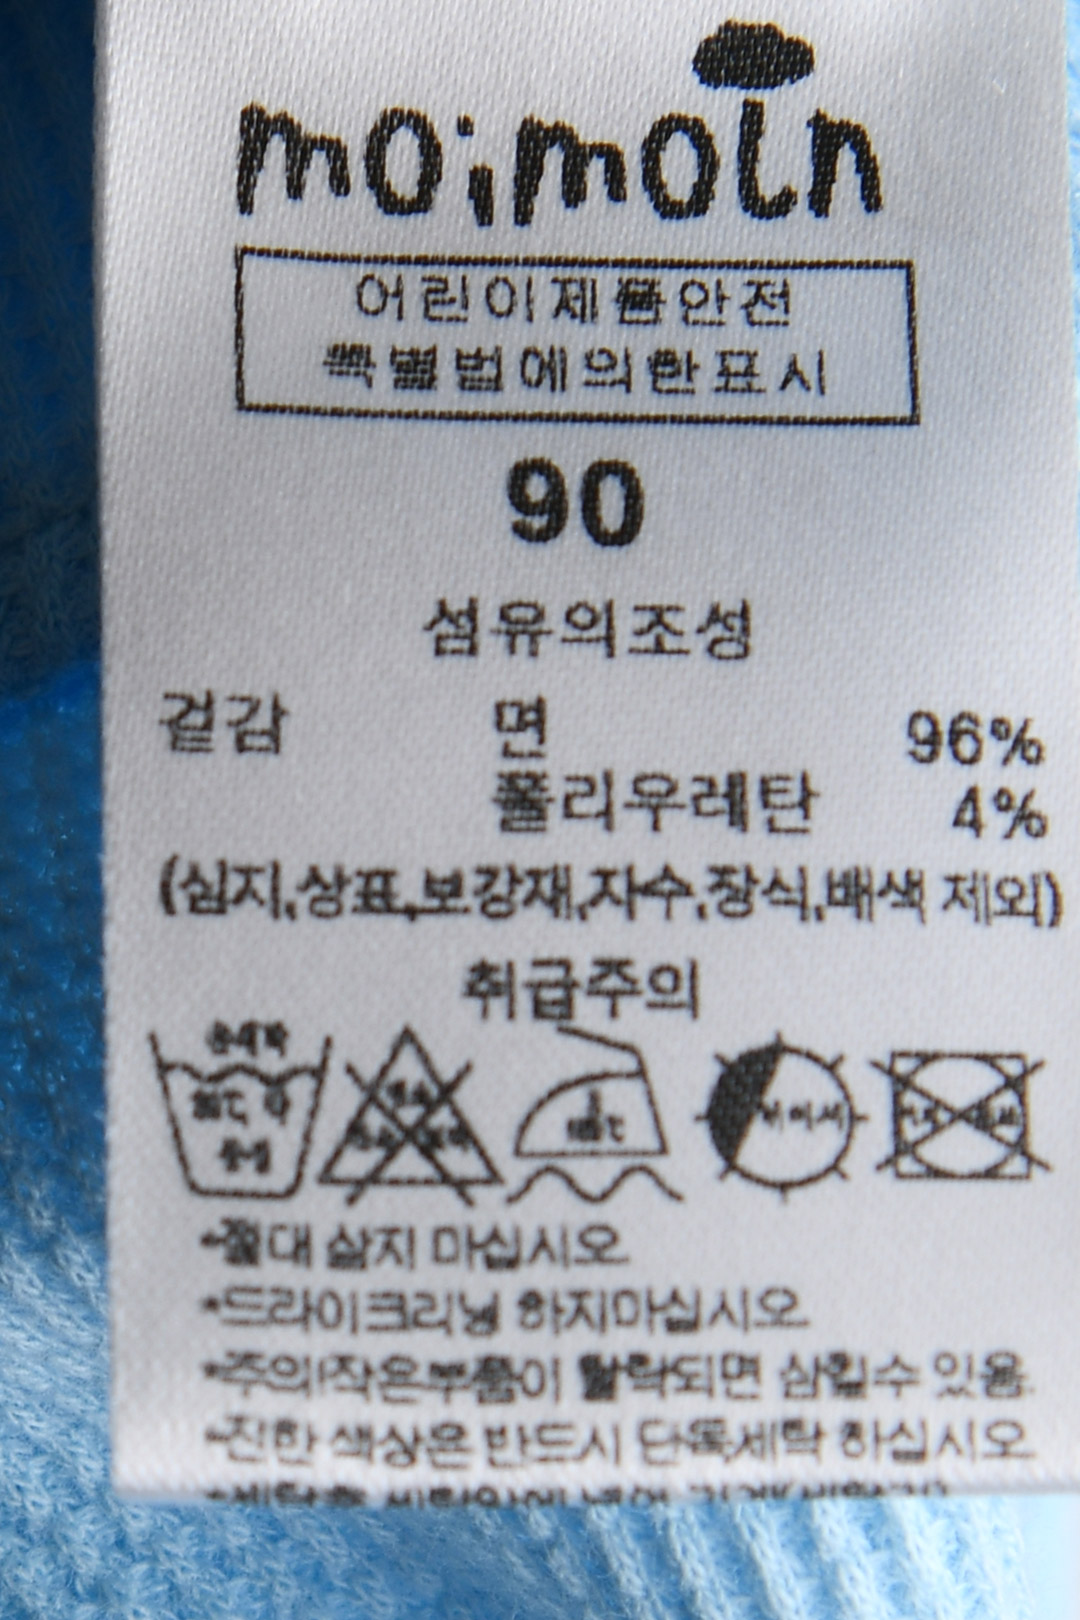 moimoln
어린이제품안전
특별법에의한표시
90
섬유의조성
겉감 면 96%
폴리우레탄 4%
(심지,상표,보강재,자수,장식,배색 제외)
취급주의
*절대 삶지 마십시오
*드라이크리닝 하지마십시오
*주의!작은부품이 탈락되면 삼킬수 있음.
*진한 색상은 반드시 단독세탁 하십시오